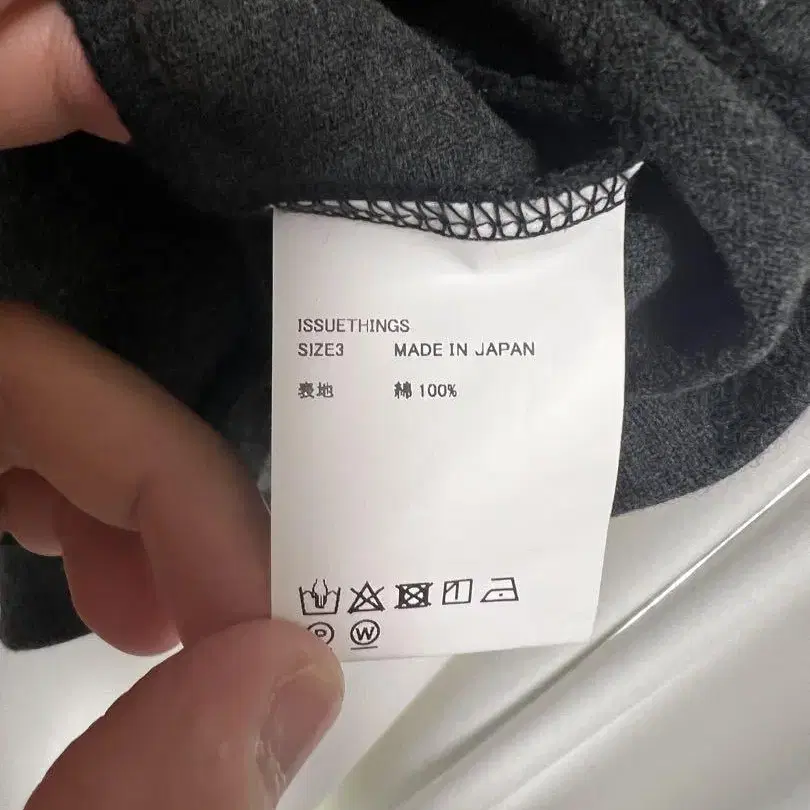 ISSUETHINGS
SIZE3 MADE IN JAPAN
表地 綿 100%
P W